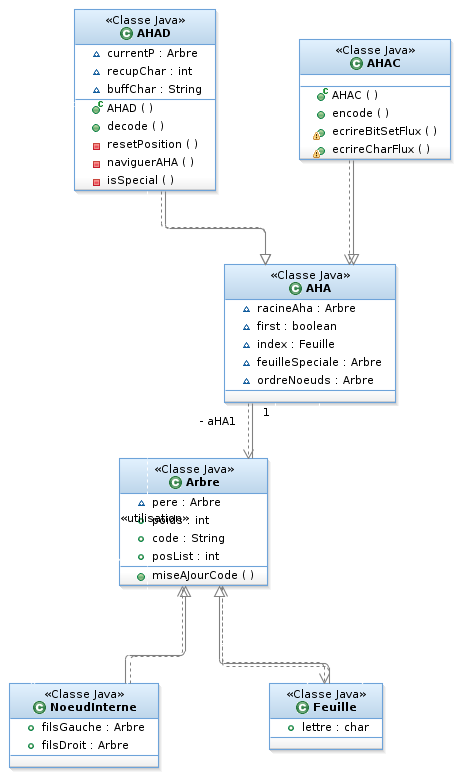 «Classe Java»
AHAD
currentP : Arbre
recupChar : int
buffChar : String
AHAD ( )
decode ( )
resetPosition ( )
naviguerAHA ( )
isSpecial ( )
«Classe Java»
AHAC
AHAC ( )
encode ( )
ecrireBitSetFlux ( )
ecrireCharFlux ( )
«Classe Java»
AHA
racineAha : Arbre
first : boolean
index : Feuille
feuilleSpeciale : Arbre
ordreNoeuds : Arbre
- aHA1
1
«Classe Java»
Arbre
pere : Arbre
«utilisation»
poids : int
code : String
posList : int
miseAJourCode ( )
«Classe Java»
NoeudInterne
filsGauche : Arbre
filsDroit : Arbre
«Classe Java»
Feuille
lettre : char